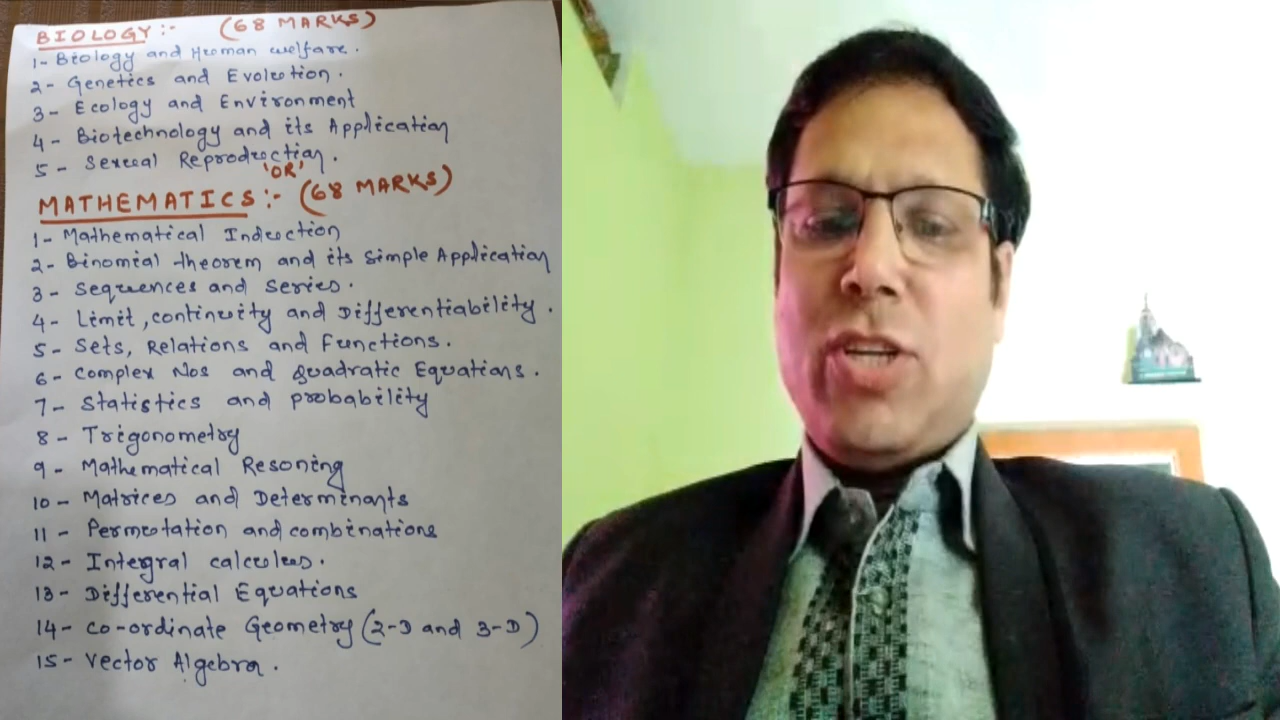 BIOLOGY:- (68 MARKS)
1- Biology and Human welfare.
2- Genetics and Evolution.
3- Ecology and Environment
4- Biotechnology and its Application
5- Sexual Reproduction.
'OR'
MATHEMATICS:- (68 MARKS)
1- Mathematical Induction
2- Binomial theorem and its simple Application
3- Sequences and series.
4- Limit, continuity and Differentiability.
5- Sets, Relations and Functions.
6- Complex Nos and Quadratic Equations.
7- Statistics and probability
8- Trigonometry
9- Mathematical Resoning
10- Matrices and Determinants
11- Permutation and combinations
12- Intergral calculus.
13- Differential Equations
14- Co-ordinate Geometry (2-D and 3-D)
15- Vector Algebra.